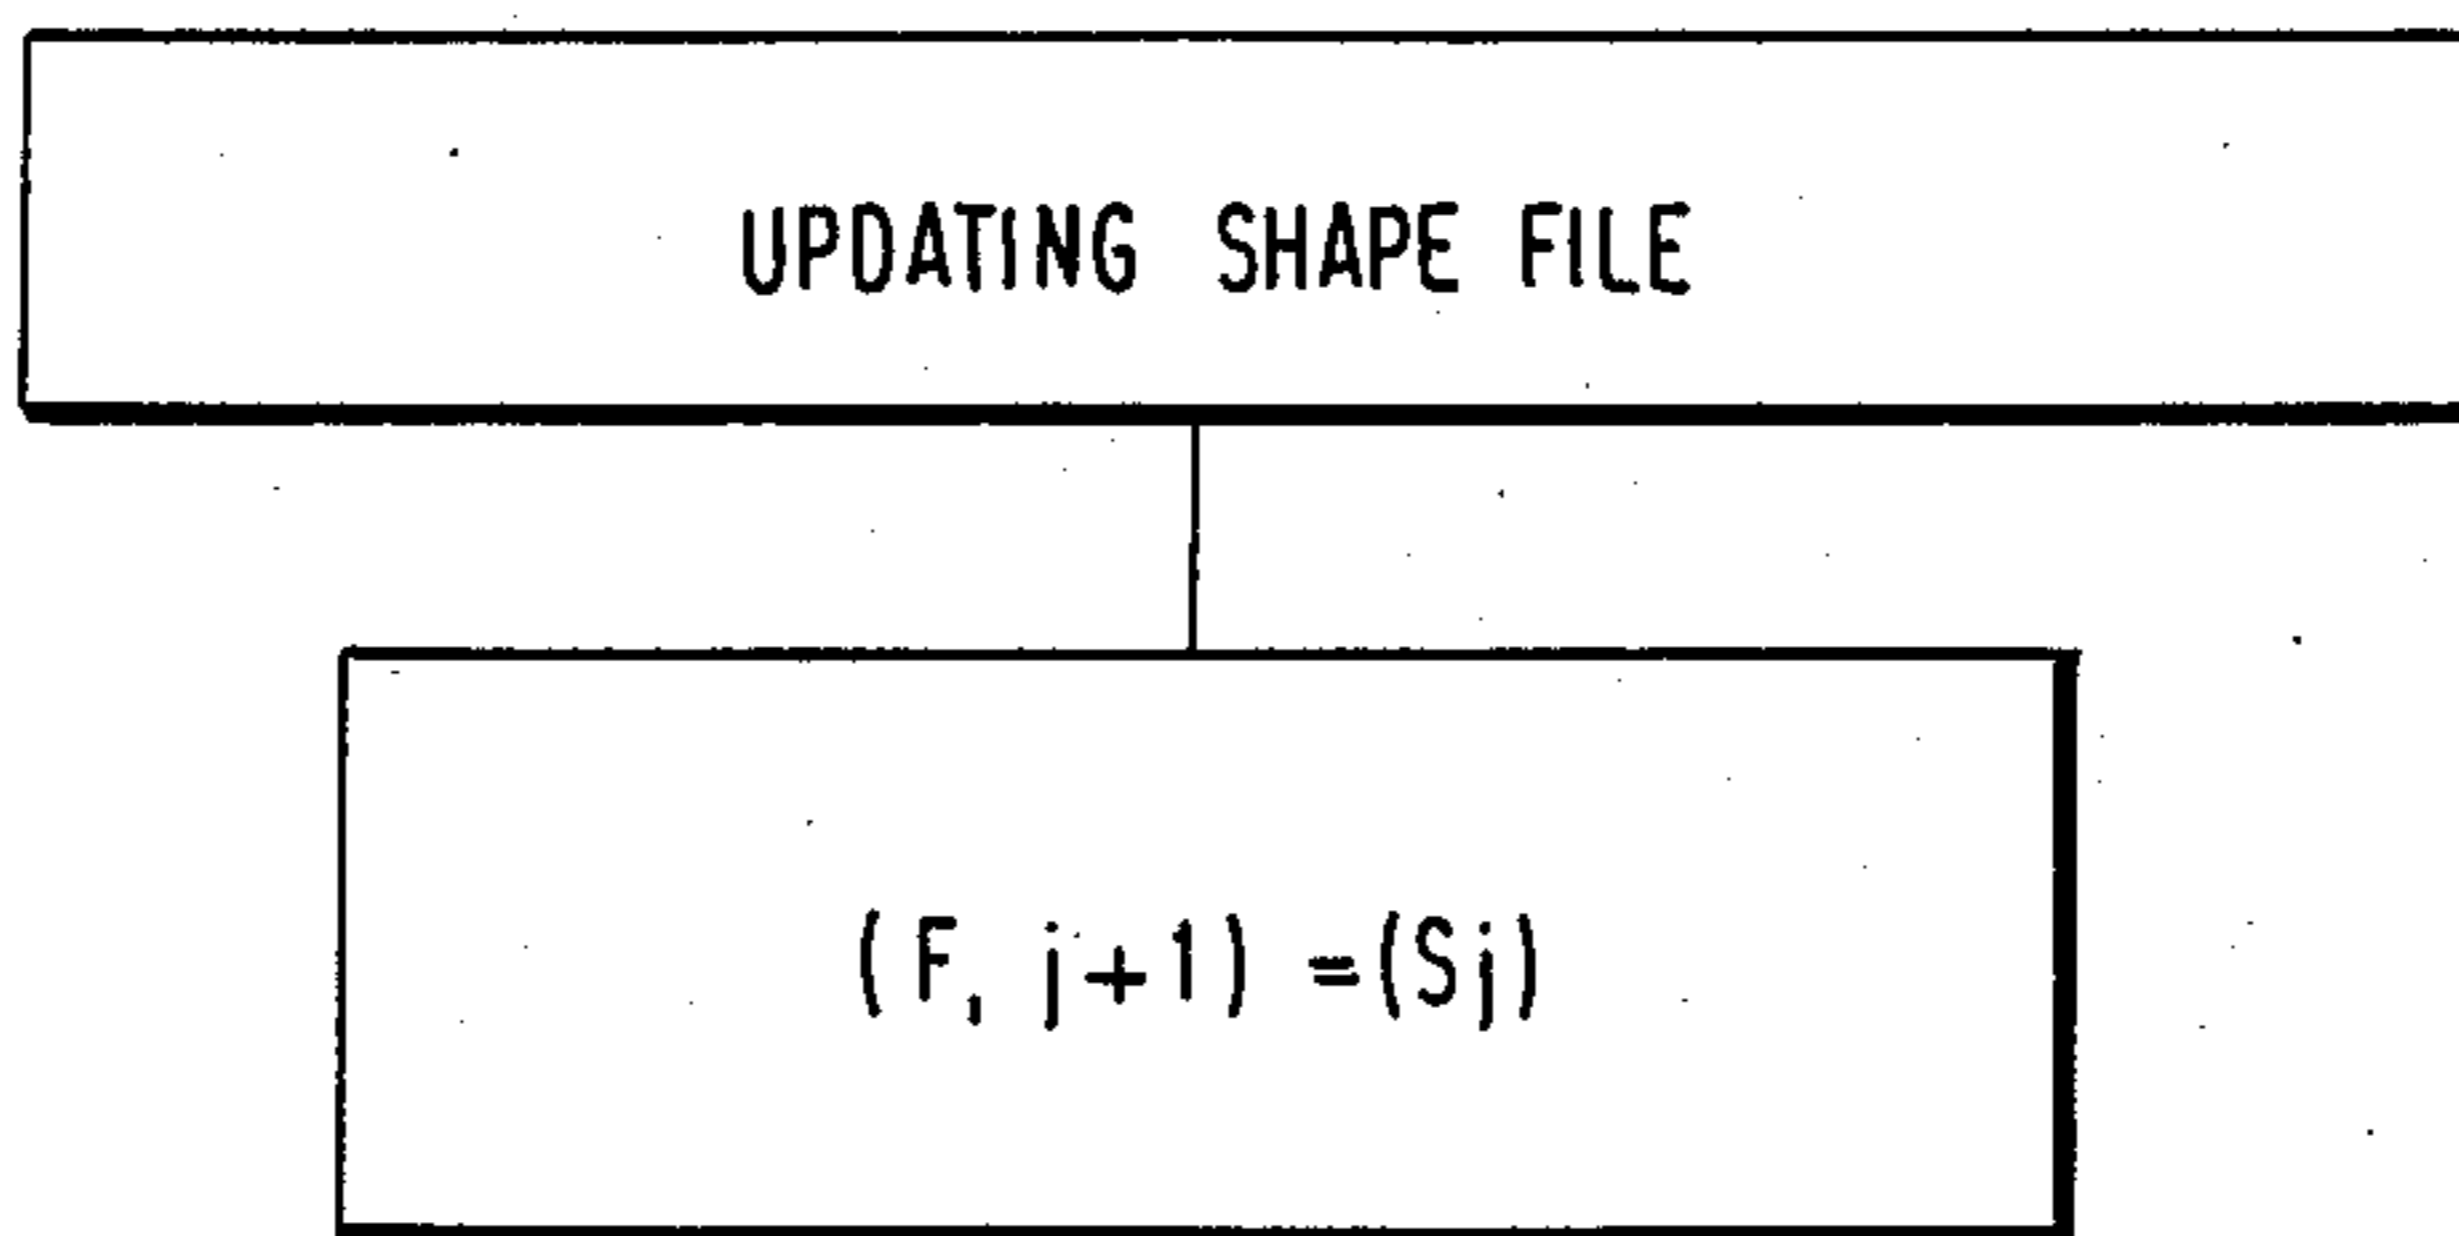 UPDATING SHAPE FILE
(F, j+1) =(Sj)